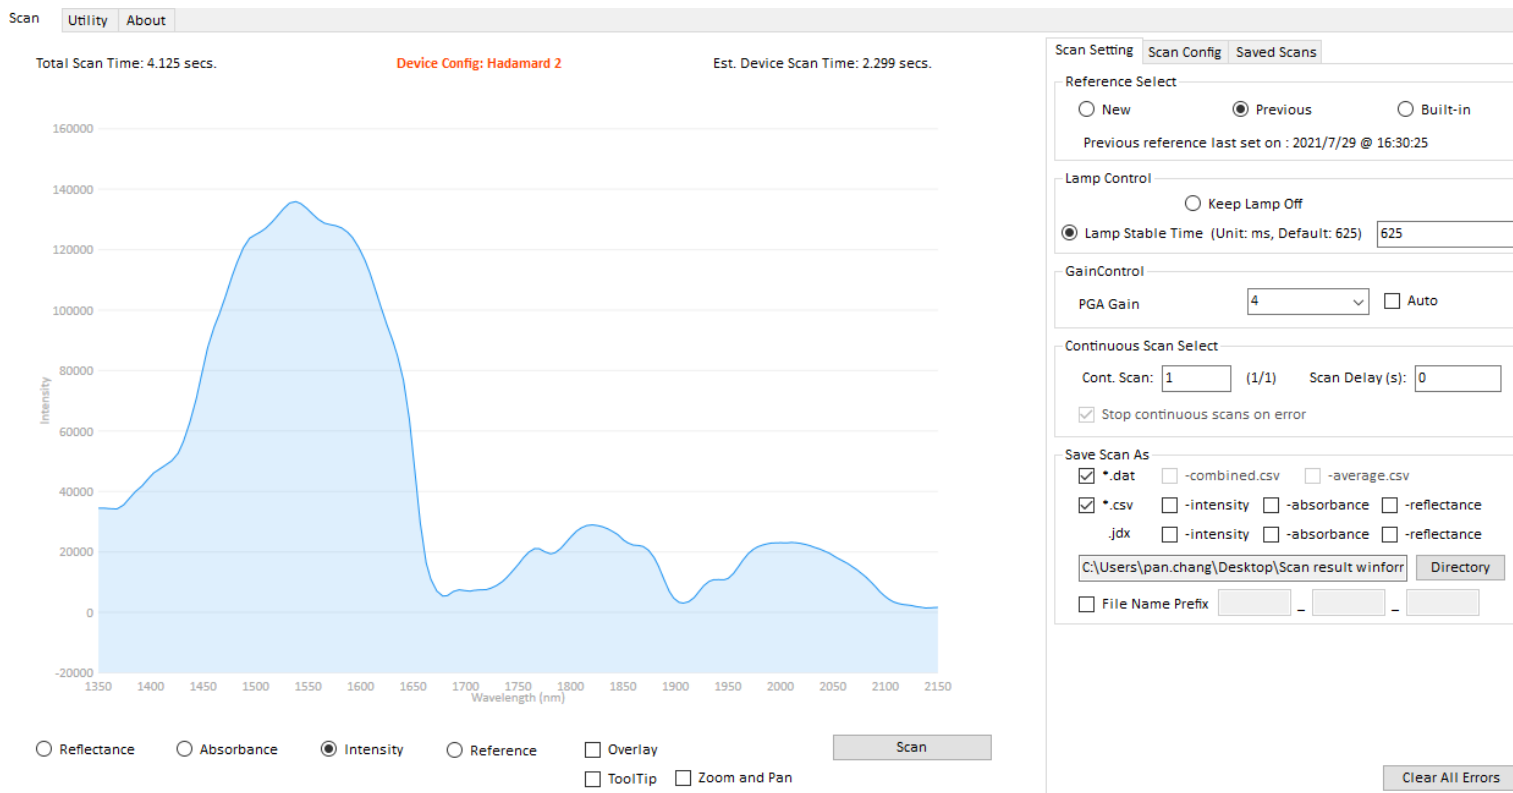 Scan Utility About
Total Scan Time: 4.125 secs. Device Config: Hadamard 2 Est. Device Scan Time: 2.299 secs.
160000
140000
120000
100000
80000
60000
40000
20000
0
-20000
Intensity
1350 1400 1450 1500 1550 1600 1650 1700 1750 1800 1850 1900 1950 2000 2050 2100 2150
Wavelength (nm)
Reflectance Absorbance Intensity Reference Overlay Scan
ToolTip Zoom and Pan
Scan Setting Scan Config Saved Scans
Reference Select
New Previous Built-in
Previous reference last set on : 2021/7/29 @ 16:30:25
Lamp Control
Keep Lamp Off
Lamp Stable Time (Unit: ms, Default: 625) 625
GainControl
PGA Gain 4 Auto
Continuous Scan Select
Cont. Scan: 1 (1/1) Scan Delay (s): 0
Stop continuous scans on error
Save Scan As
*.dat -combined.csv -average.csv
*.csv -intensity -absorbance -reflectance
.jdx -intensity -absorbance -reflectance
C:\Users\pan.chang\Desktop\Scan result winforr Directory
File Name Prefix _ _
Clear All Errors